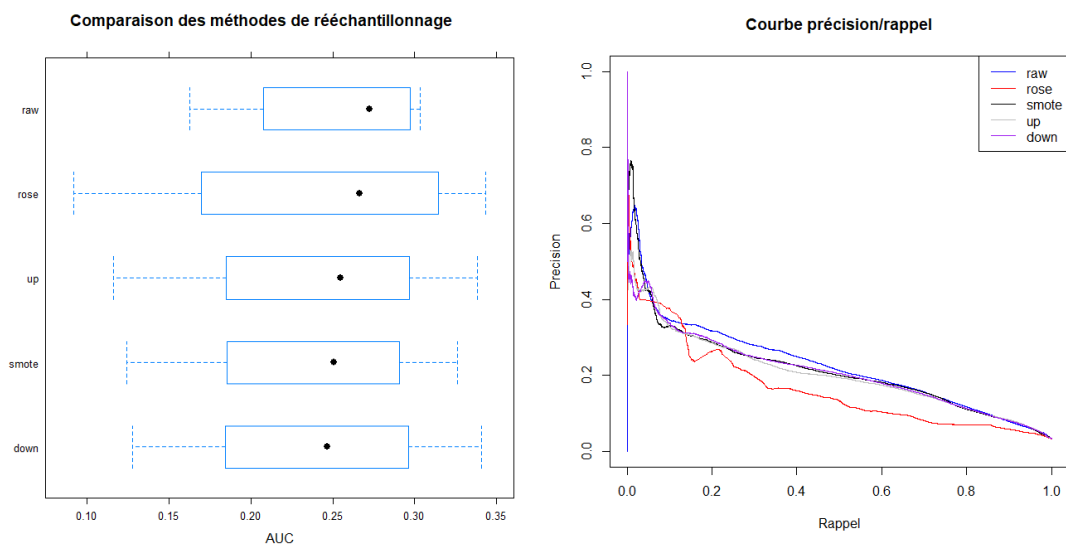 Comparaison des méthodes de rééchantillonnage
raw
rose
up
smote
down
0.10 0.15 0.20 0.25 0.30 0.35
AUC
Courbe précision/rappel
raw
rose
smote
up
down
1.0
0.8
0.6
0.4
0.2
0.0
Precision
0.0 0.2 0.4 0.6 0.8 1.0
Rappel